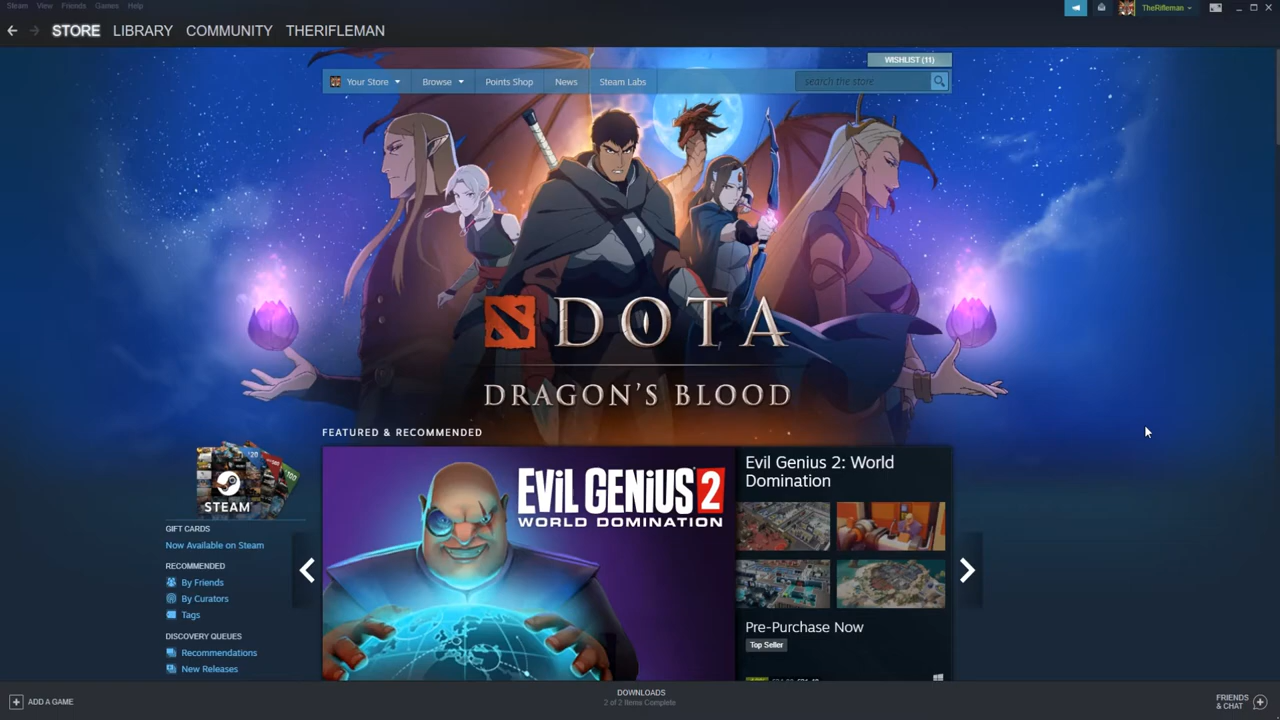 Steam View Friends Games Help
TheRifleman
STORE LIBRARY COMMUNITY THERIFLEMAN
WISHLIST (11)
Your Store Browse Points Shop News Steam Labs search the store
DOTA
DRAGON'S BLOOD
FEATURED & RECOMMENDED
STEAM
GIFT CARDS
Now Available on Steam
RECOMMENDED
By Friends
By Curators
Tags
DISCOVERY QUEUES
Recommendations
New Releases
EVIL GENIUS 2
WORLD DOMINATION
Evil Genius 2: World
Domination
Pre-Purchase Now
Top Seller
ADD A GAME
DOWNLOADS
2 of 2 Items Complete
FRIENDS
& CHAT